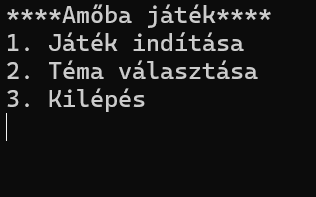 ****Amőba játék****
1. Játék indítása
2. Téma választása
3. Kilépés